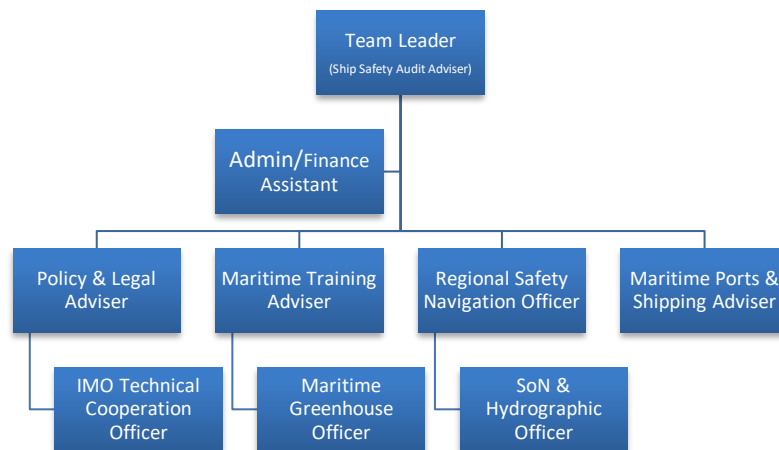 Team Leader
(Ship Safety Audit Adviser)
Admin/Finance
Assistant
Policy & Legal
Adviser
Maritime Training
Adviser
Regional Safety
Navigation Officer
Maritime Ports &
Shipping Adviser
IMO Technical
Cooperation
Officer
Maritime
Greenhouse
Officer
SoN &
Hydrographic
Officer